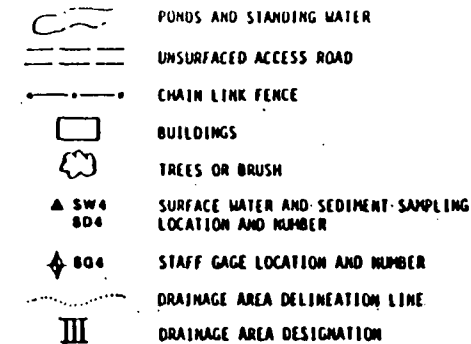 PONDS AND STANDING WATER
UNSURFACED ACCESS ROAD
CHAIN LINK FENCE
BUILDINGS
TREES OR BRUSH
SW4 SURFACE WATER AND SEDIMENT SAMPLING
SD4 LOCATION AND NUMBER
SG4 STAFF GAGE LOCATION AND NUMBER
DRAINAGE AREA DELINEATION LINE
III DRAINAGE AREA DESIGNATION